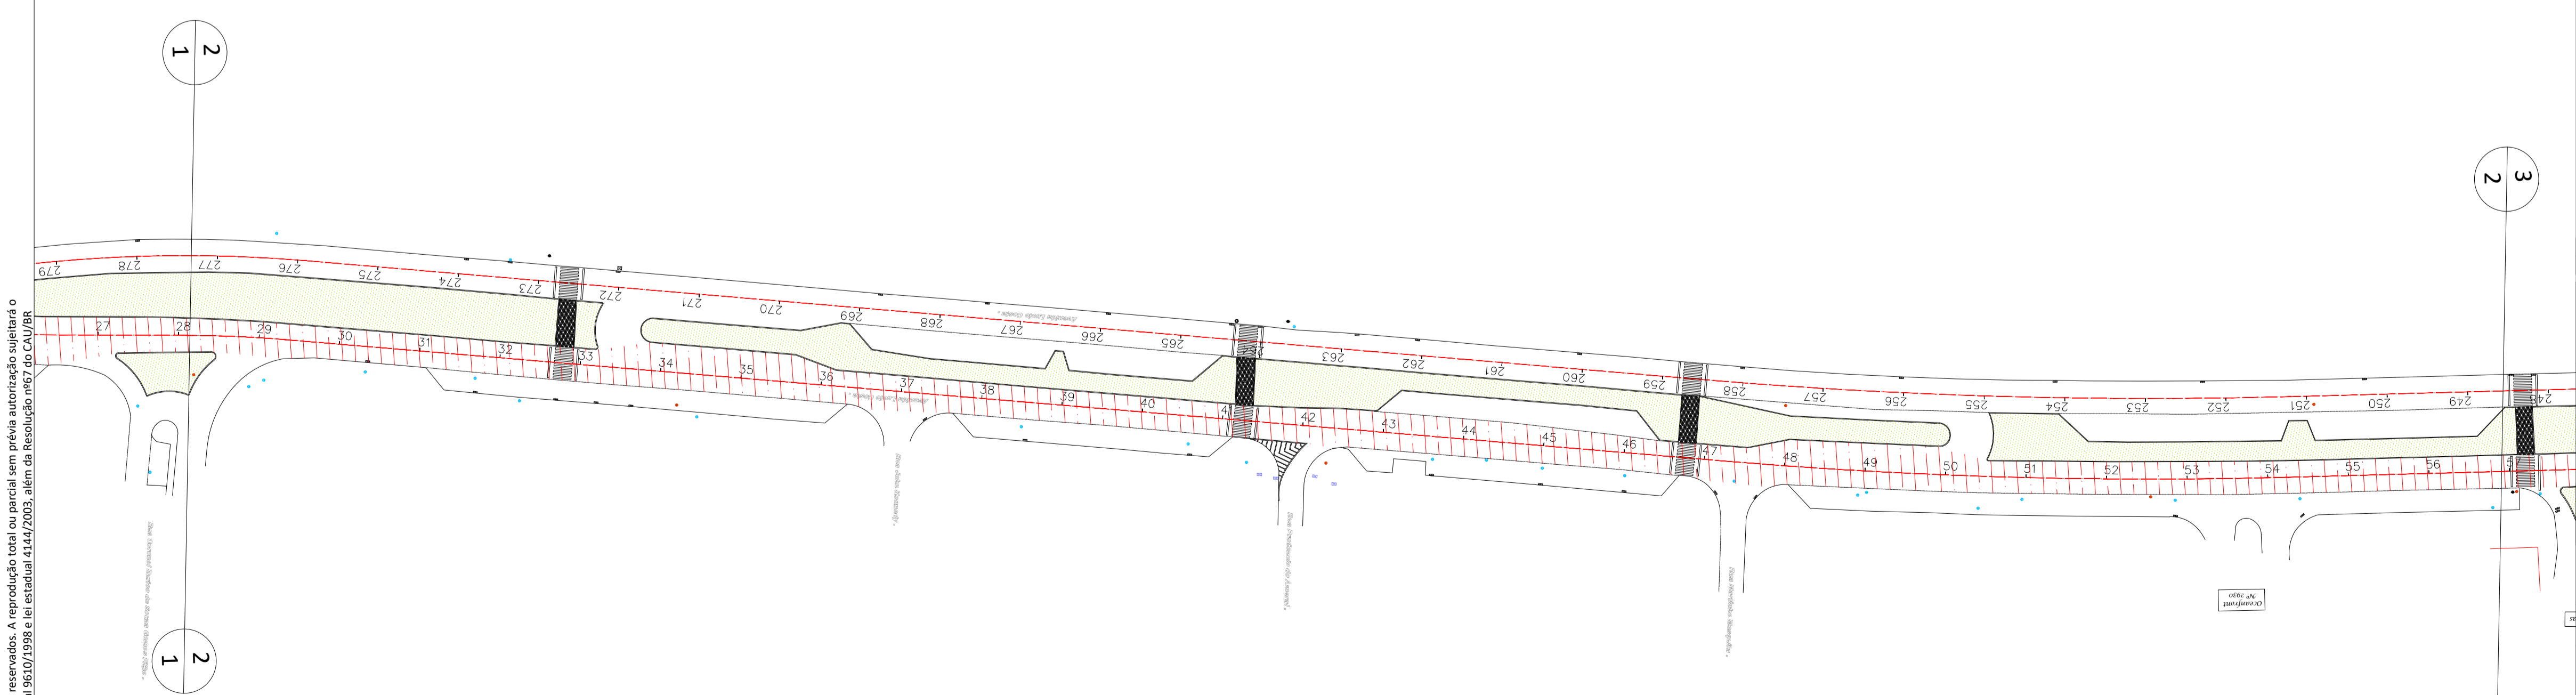 reservados. A reprodução total ou parcial sem prévia autorização sujeitará o
l 9610/1998 e lei estadual 4144/2003, além da Resolução nº67 do CAU/BR
1 2
2 3
279 278 277 276 275 274 273 272 271 270 269 268 267 266 265 264 263 262 261 260 259 258 257 256 255 254 253 252 251 250 249 248
27 28 29 30 31 32 33 34 35 36 37 38 39 40 41 42 43 44 45 46 47 48 49 50 51 52 53 54 55 56 57
Oceanfront
Nº 2930
1 2